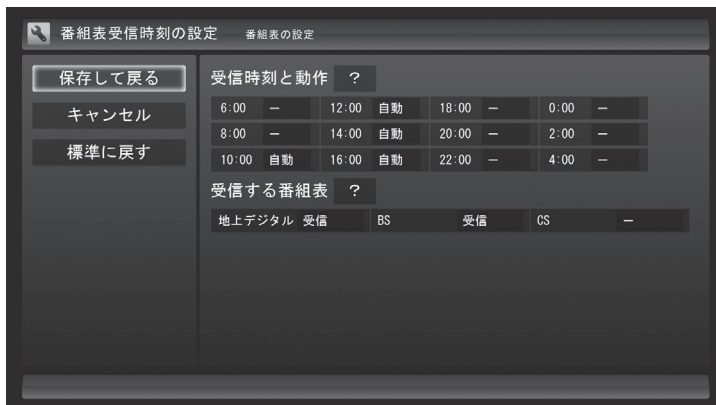 番組表受信時刻の設定 番組表の設定
保存して戻る
キャンセル
標準に戻す
受信時刻と動作 ?
6:00 ー 12:00 自動 18:00 ー 0:00 ー
8:00 ー 14:00 自動 20:00 ー 2:00 ー
10:00 自動 16:00 自動 22:00 ー 4:00 ー
受信する番組表 ?
地上デジタル 受信 BS 受信 CS ー